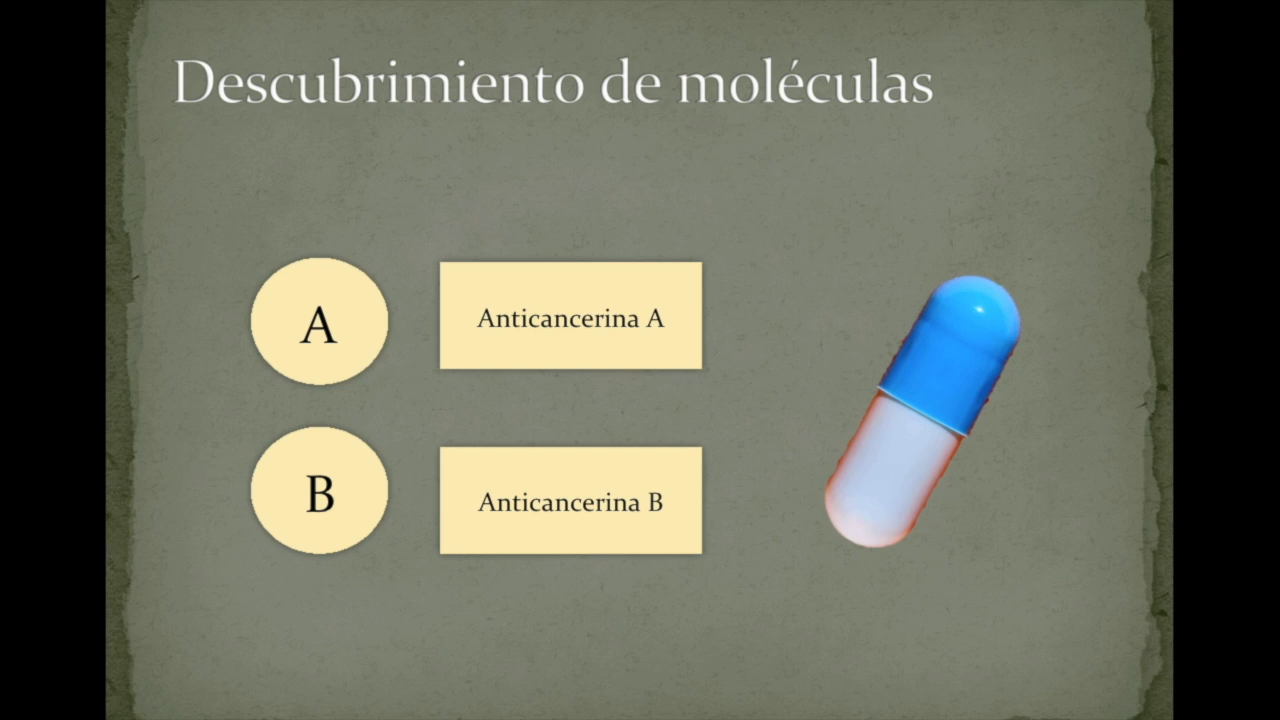 Descubrimiento de moléculas
A
Anticancerina A
B
Anticancerina B